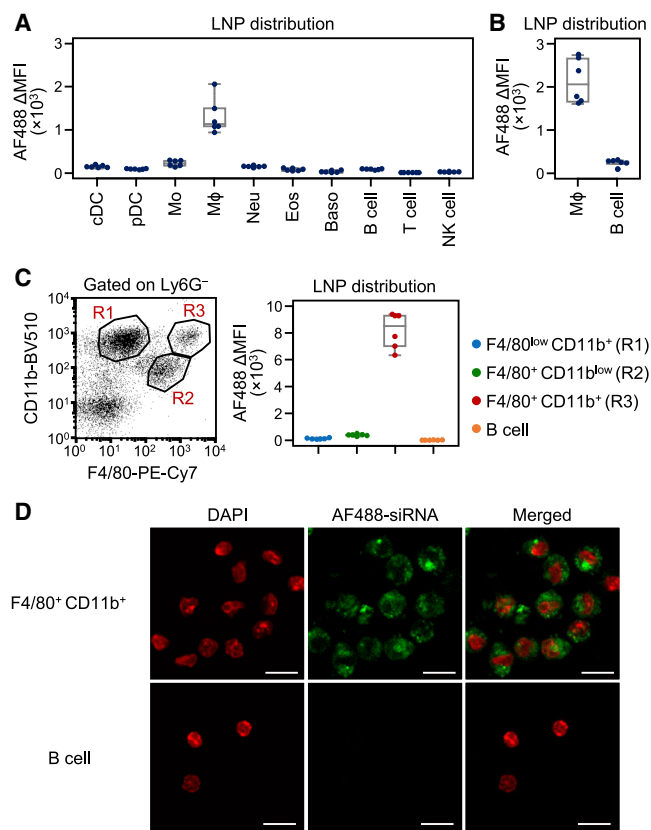 A
LNP distribution
AF488 ΔMFI
(×10³)
3
2
1
0
cDC
pDC
Mo
Mϕ
Neu
Eos
Baso
B cell
T cell
NK cell
B
LNP distribution
AF488 ΔMFI
(×10³)
3
2
1
0
Mϕ
B cell
C
Gated on Ly6G⁻
CD11b-BV510
10⁴
10³
10²
10¹
10⁰
R1
R3
R2
10⁰ 10¹ 10² 10³ 10⁴
F4/80-PE-Cy7
LNP distribution
AF488 ΔMFI
(×10³)
10
8
6
4
2
0
F4/80ˡᵒʷ CD11b⁺ (R1)
F4/80⁺ CD11bˡᵒʷ (R2)
F4/80⁺ CD11b⁺ (R3)
B cell
D
DAPI AF488-siRNA Merged
F4/80⁺ CD11b⁺
B cell